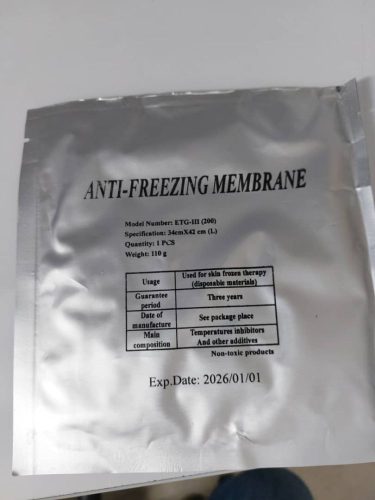 ANTI-FREEZING MEMBRANE
Model Number: ETG-III (200)
Specification: 34cmX42 cm (L)
Quantity: 1 PCS
Weight: 110 g
Usage
Used for skin frozen therapy
(disposable materials)
Guarantee
period
Three years
Date of
manufacture
See package place
Main
composition
Temperatures inhibitors
And other additives
Non-toxic products
Exp.Date: 2026/01/01